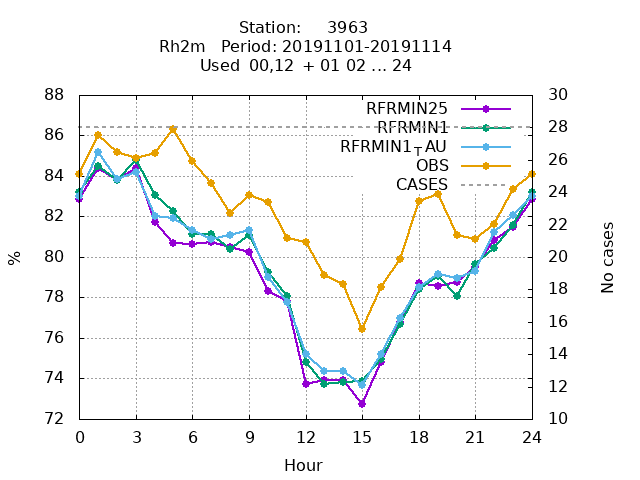 Station: 3963
Rh2m Period: 20191101-20191114
Used 00,12 + 01 02 ... 24
88 30
RFRMIN25
86 28
RFRMIN1
RFRMIN1TAU
26
OBS
84
CASES 24
82 22
80 20
% No cases
78 18
16
76
14
74 12
72 10
0 3 6 9 12 15 18 21 24
Hour